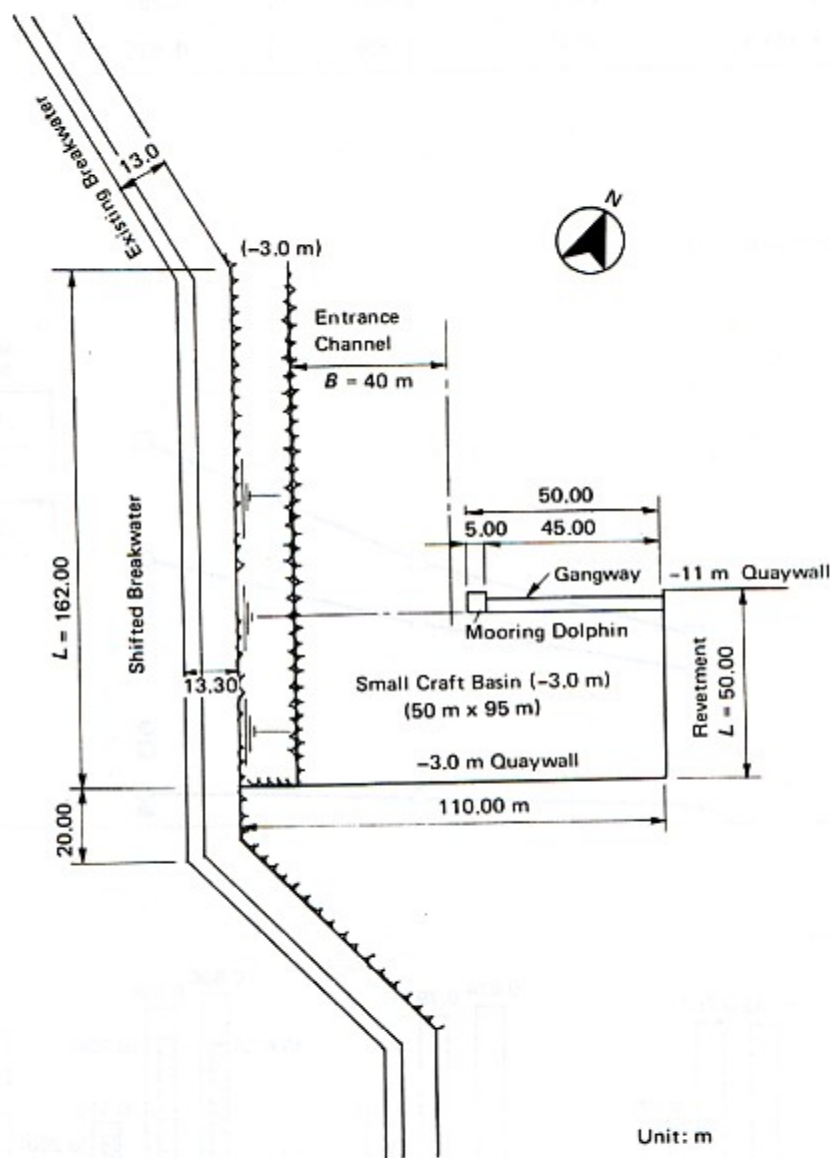 Existing Breakwater
13.0
N
(-3.0 m)
Entrance
Channel
B = 40 m
L = 162.00
Shifted Breakwater
50.00
5.00
45.00
Gangway
-11 m Quaywall
Mooring Dolphin
13.30
Small Craft Basin (-3.0 m)
(50 m x 95 m)
Revetment
L = 50.00
-3.0 m Quaywall
110.00 m
20.00
Unit: m